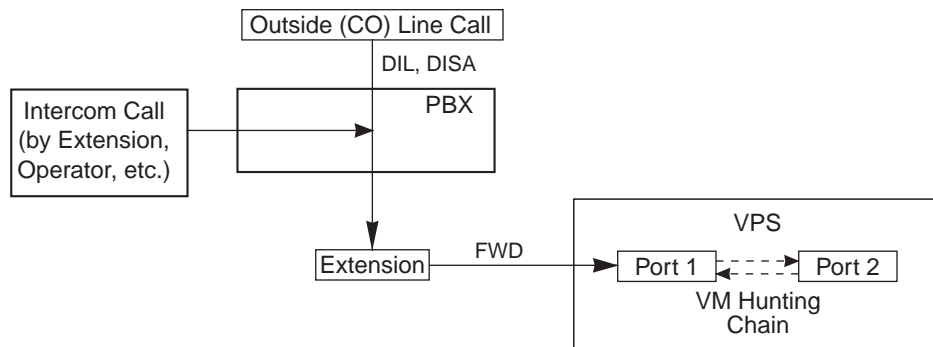 Outside (CO) Line Call
DIL, DISA
PBX
Intercom Call
(by Extension,
Operator, etc.)
Extension
FWD
VPS
Port 1
Port 2
VM Hunting
Chain